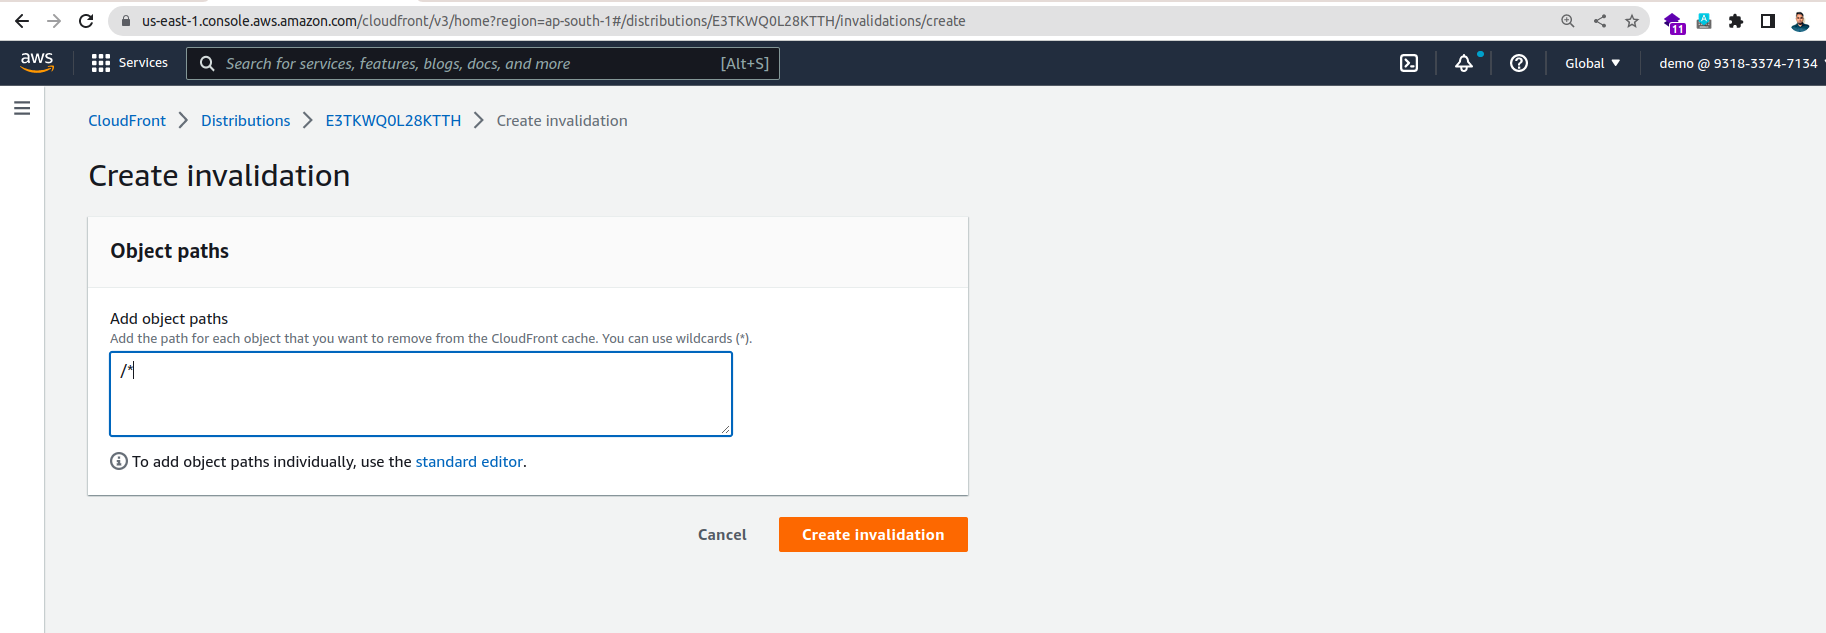 us-east-1.console.aws.amazon.com/cloudfront/v3/home?region=ap-south-1#/distributions/E3TKWQ0L28KTTH/invalidations/create
11
aws Services Search for services, features, blogs, docs, and more [Alt+S] Global demo @ 9318-3374-7134
CloudFront Distributions E3TKWQ0L28KTTH Create invalidation
Create invalidation
Object paths
Add object paths
Add the path for each object that you want to remove from the CloudFront cache. You can use wildcards (*).
/*
To add object paths individually, use the standard editor.
Cancel Create invalidation